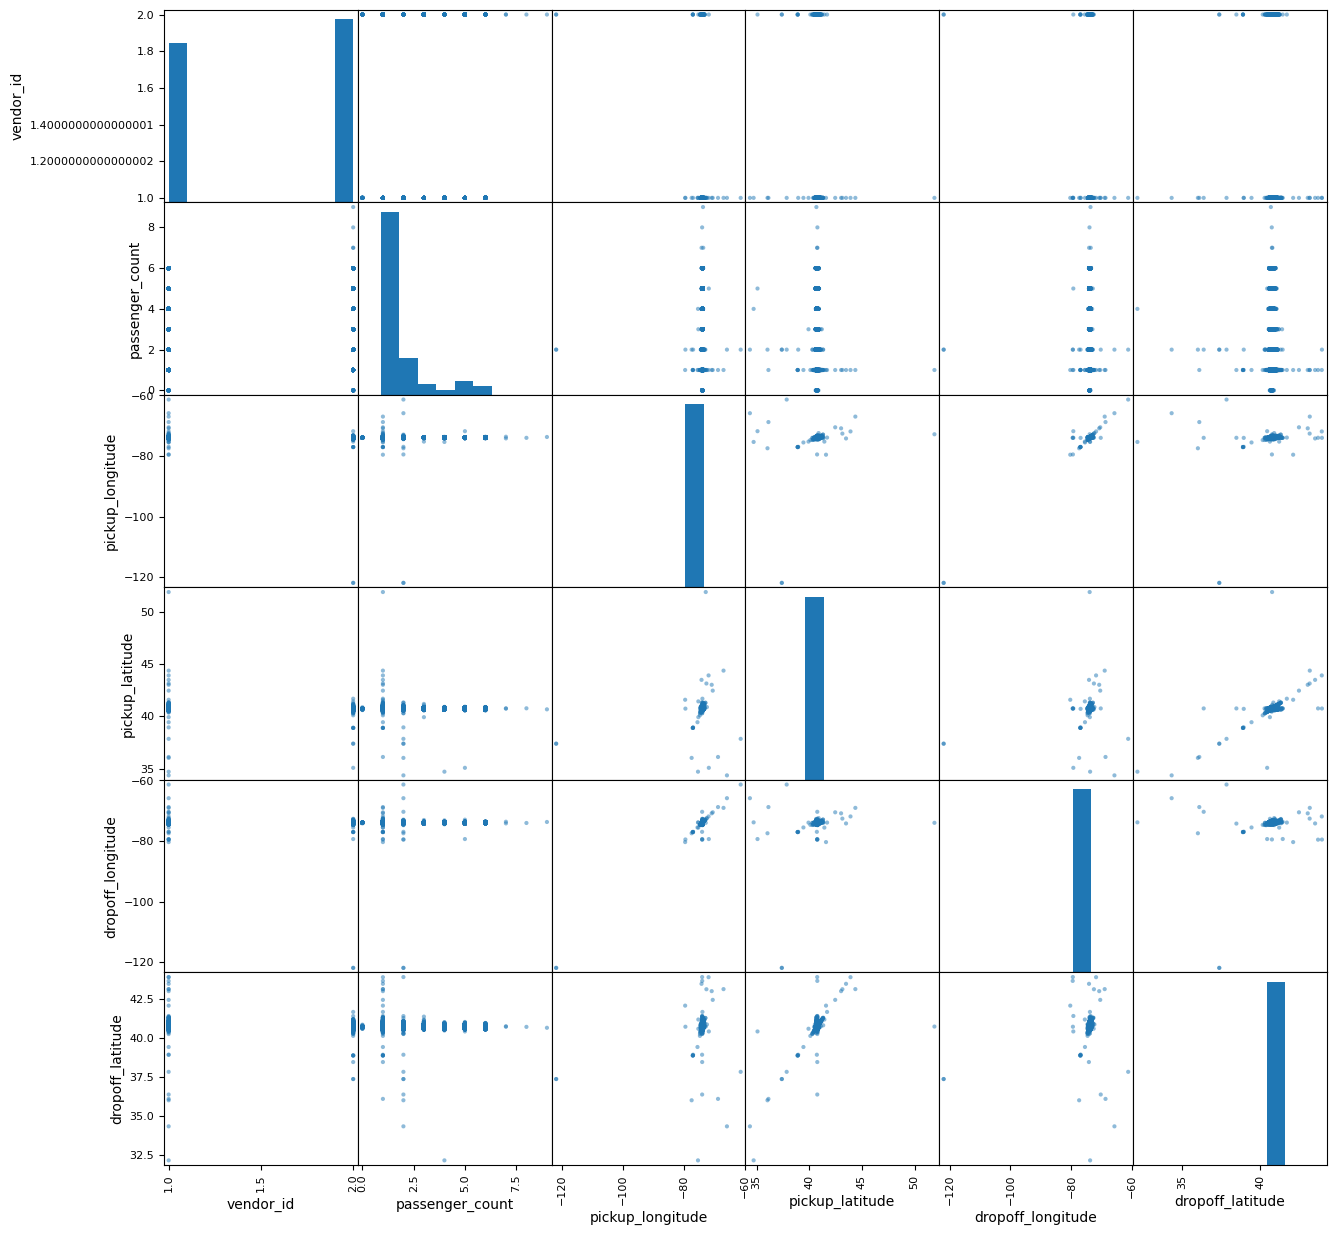 2.0
1.8
1.6
1.4000000000000001
1.2000000000000002
1.0
vendor_id
8
6
4
2
0
passenger_count
−60
−80
−100
−120
pickup_longitude
50
45
40
35
pickup_latitude
−60
−80
−100
−120
dropoff_longitude
42.5
40.0
37.5
35.0
32.5
dropoff_latitude
1.0 1.5 2.0
vendor_id
0.0 2.5 5.0 7.5
passenger_count
−120 −100 −80 −60
pickup_longitude
35 40 45 50
pickup_latitude
−120 −100 −80 −60
dropoff_longitude
35 40
dropoff_latitude